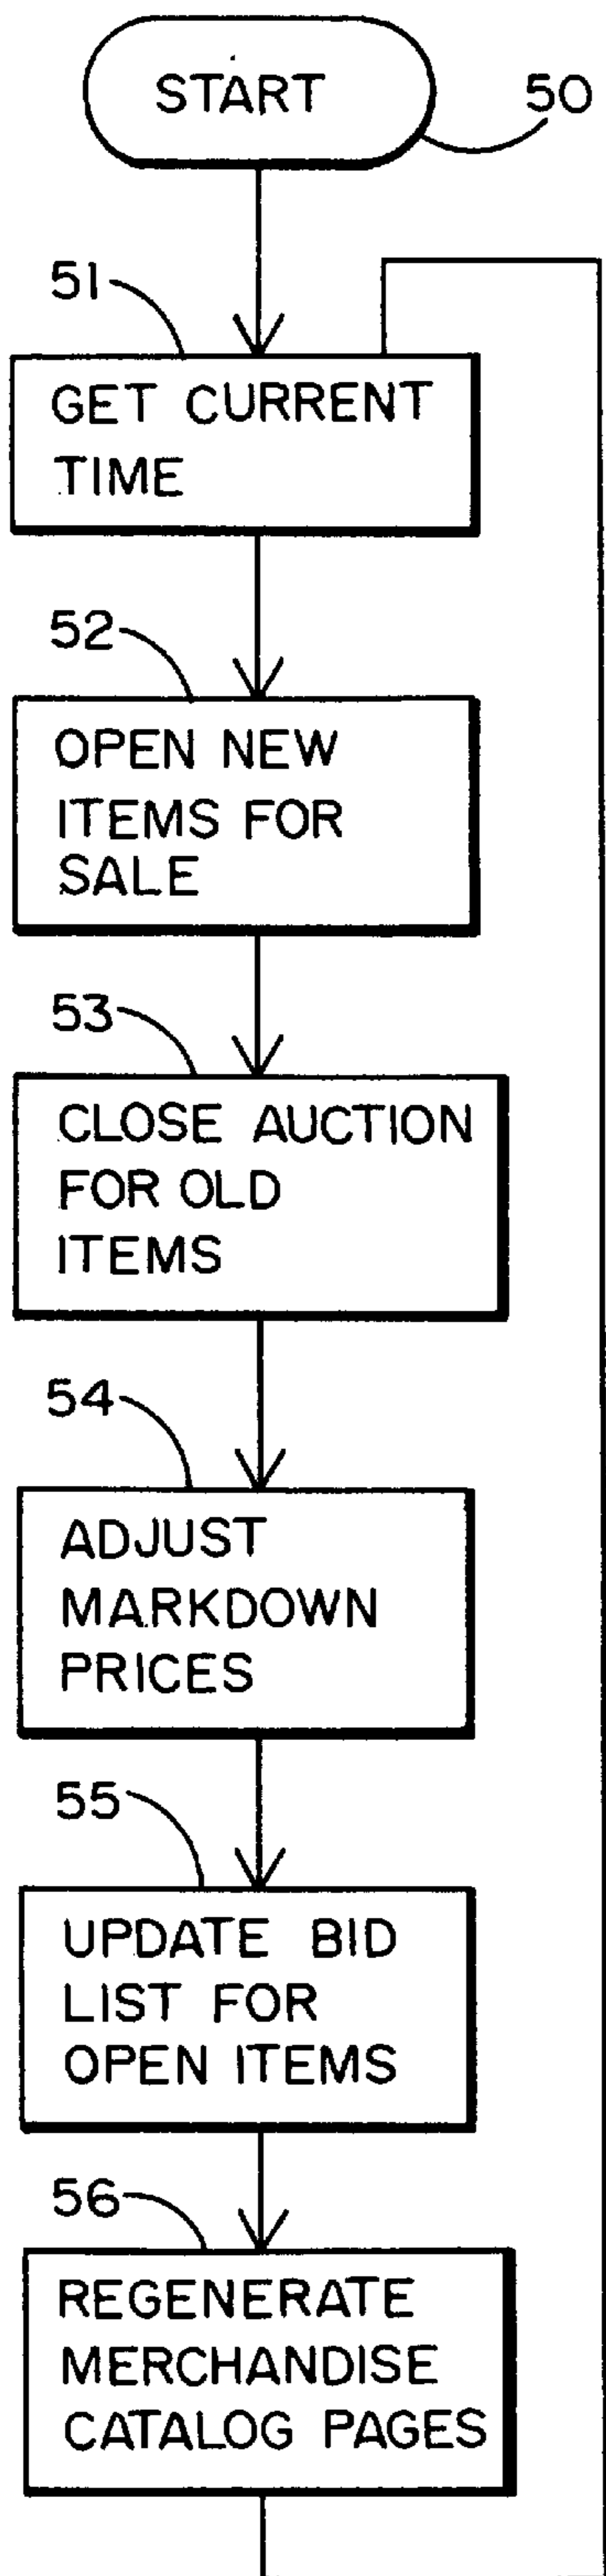 START
50
51
GET CURRENT
TIME
52
OPEN NEW
ITEMS FOR
SALE
53
CLOSE AUCTION
FOR OLD
ITEMS
54
ADJUST
MARKDOWN
PRICES
55
UPDATE BID
LIST FOR
OPEN ITEMS
56
REGENERATE
MERCHANDISE
CATALOG PAGES